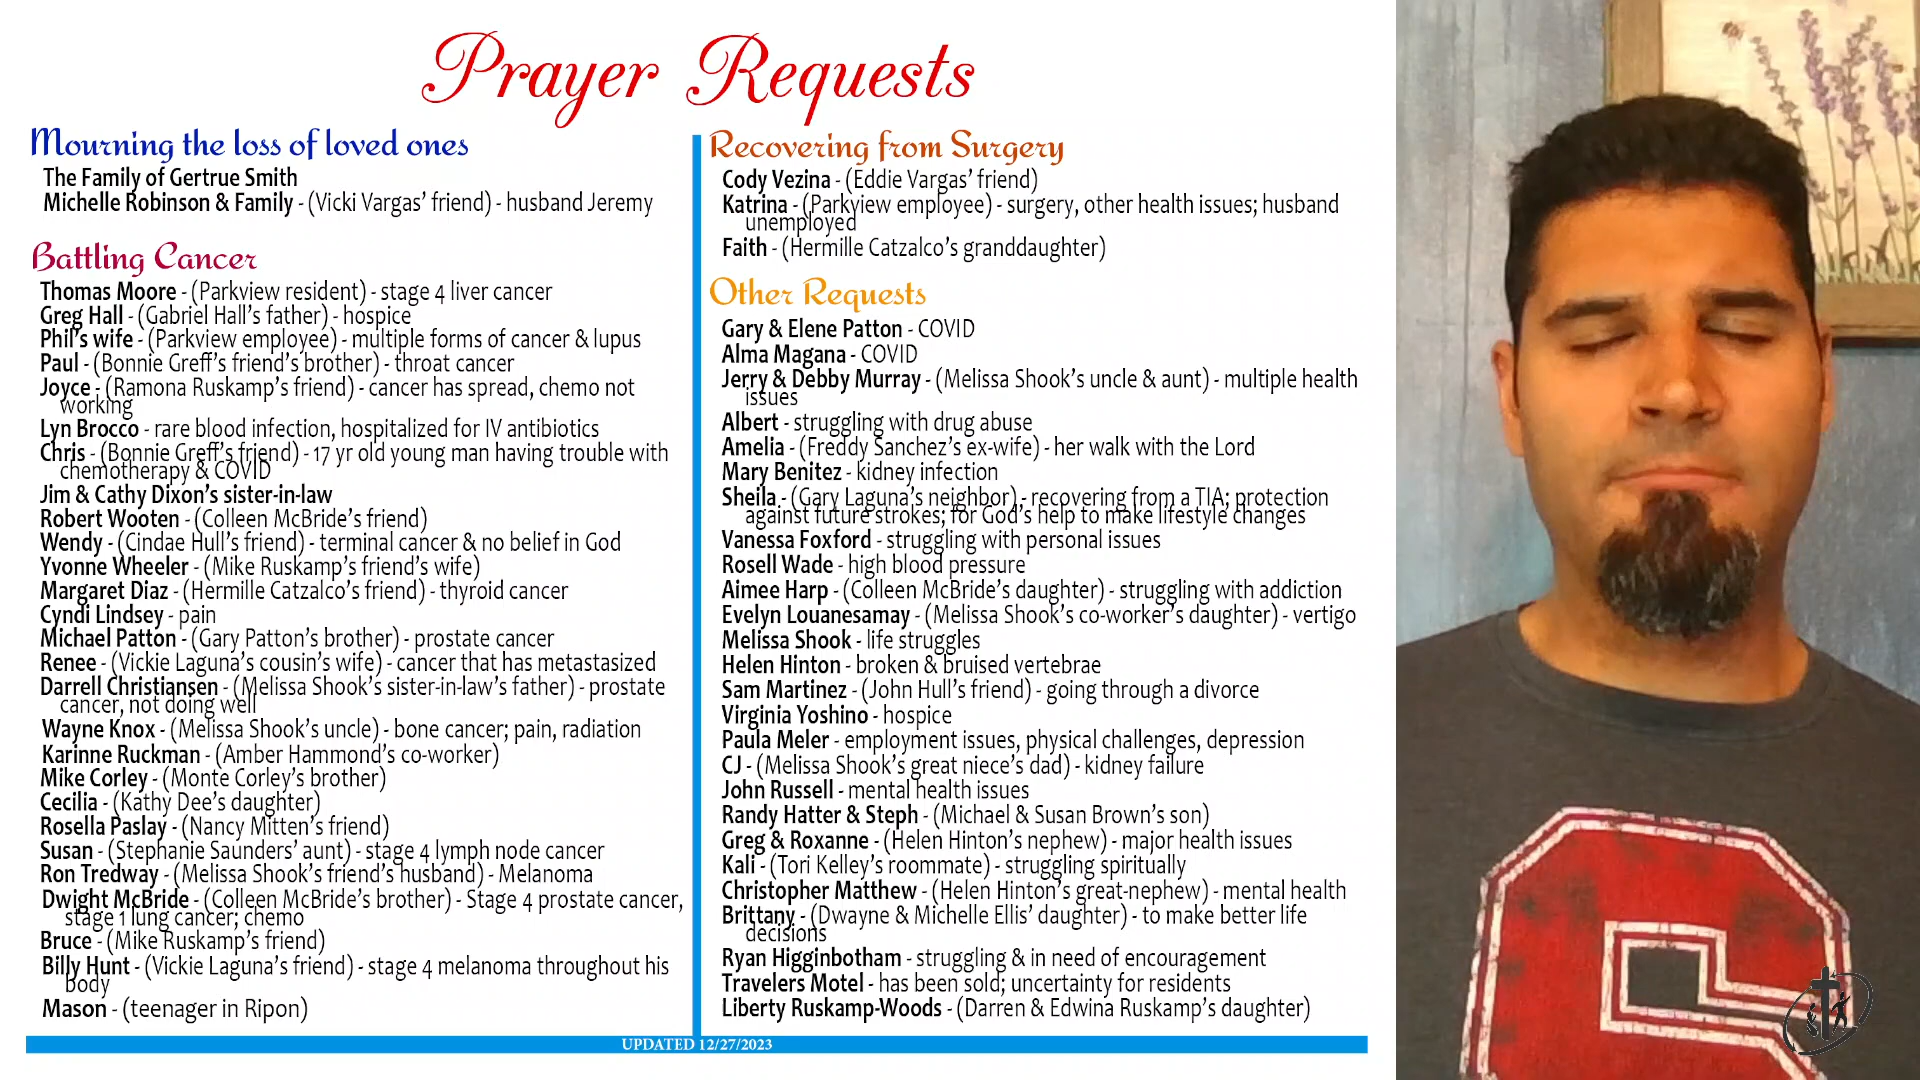 Prayer Requests
Mourning the loss of loved ones
The Family of Gertrue Smith
Michelle Robinson & Family - (Vicki Vargas' friend) - husband Jeremy
Battling Cancer
Thomas Moore - (Parkview resident) - stage 4 liver cancer
Greg Hall - (Gabriel Hall's father) - hospice
Phil's wife - (Parkview employee) - multiple forms of cancer & lupus
Paul - (Bonnie Greff's friend's brother) - throat cancer
Joyce - (Ramona Ruskamp's friend) - cancer has spread, chemo not
working
Lyn Brocco - rare blood infection, hospitalized for IV antibiotics
Chris - (Bonnie Greff's friend) - 17 yr old young man having trouble with
chemotherapy & COVID
Jim & Cathy Dixon's sister-in-law
Robert Wooten - (Colleen McBride's friend)
Wendy - (Cindae Hull's friend) - terminal cancer & no belief in God
Yvonne Wheeler - (Mike Ruskamp's friend's wife)
Margaret Diaz - (Hermille Catzalco's friend) - thyroid cancer
Cyndi Lindsey - pain
Michael Patton - (Gary Patton's brother) - prostate cancer
Renee - (Vickie Laguna's cousin's wife) - cancer that has metastasized
Darrell Christiansen - (Melissa Shook's sister-in-law's father) - prostate
cancer, not doing well
Wayne Knox - (Melissa Shook's uncle) - bone cancer; pain, radiation
Karinne Ruckman - (Amber Hammond's co-worker)
Mike Corley - (Monte Corley's brother)
Cecilia - (Kathy Dee's daughter)
Rosella Paslay - (Nancy Mitten's friend)
Susan - (Stephanie Saunders' aunt) - stage 4 lymph node cancer
Ron Tredway - (Melissa Shook's friend's husband) - Melanoma
Dwight McBride - (Colleen McBride's brother) - Stage 4 prostate cancer,
stage 1 lung cancer; chemo
Bruce - (Mike Ruskamp's friend)
Billy Hunt - (Vickie Laguna's friend) - stage 4 melanoma throughout his
body
Mason - (teenager in Ripon)
Recovering from Surgery
Cody Vezina - (Eddie Vargas' friend)
Katrina - (Parkview employee) - surgery, other health issues; husband
unemployed
Faith - (Hermille Catzalco's granddaughter)
Other Requests
Gary & Elene Patton - COVID
Alma Magana - COVID
Jerry & Debby Murray - (Melissa Shook's uncle & aunt) - multiple health
issues
Albert - struggling with drug abuse
Amelia - (Freddy Sanchez's ex-wife) - her walk with the Lord
Mary Benitez - kidney infection
Sheila - (Gary Laguna's neighbor) - recovering from a TIA; protection
against future strokes; for God's help to make lifestyle changes
Vanessa Foxford - struggling with personal issues
Rosell Wade - high blood pressure
Aimee Harp - (Colleen McBride's daughter) - struggling with addiction
Evelyn Louanesamay - (Melissa Shook's co-worker's daughter) - vertigo
Melissa Shook - life struggles
Helen Hinton - broken & bruised vertebrae
Sam Martinez - (John Hull's friend) - going through a divorce
Virginia Yoshino - hospice
Paula Meler - employment issues, physical challenges, depression
CJ - (Melissa Shook's great niece's dad) - kidney failure
John Russell - mental health issues
Randy Hatter & Steph - (Michael & Susan Brown's son)
Greg & Roxanne - (Helen Hinton's nephew) - major health issues
Kali - (Tori Kelley's roommate) - struggling spiritually
Christopher Matthew - (Helen Hinton's great-nephew) - mental health
Brittany - (Dwayne & Michelle Ellis' daughter) - to make better life
decisions
Ryan Higginbotham - struggling & in need of encouragement
Travelers Motel - has been sold; uncertainty for residents
Liberty Ruskamp-Woods - (Darren & Edwina Ruskamp's daughter)
UPDATED 12/27/2023